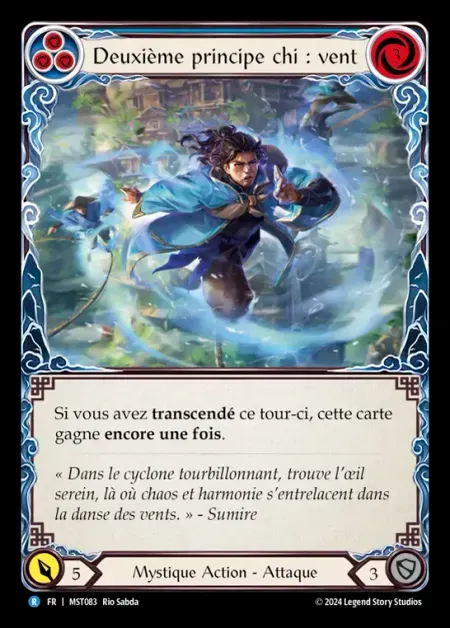 Deuxième principe chi : vent
3
Si vous avez transcendé ce tour-ci, cette carte
gagne encore une fois.
« Dans le cyclone tourbillonnant, trouve l'œil
serein, là où chaos et harmonie s'entrelacent dans
la danse des vents. » - Sumire
5
Mystique Action - Attaque
3
R FR | MST083 Rio Sabda
© 2024 Legend Story Studios